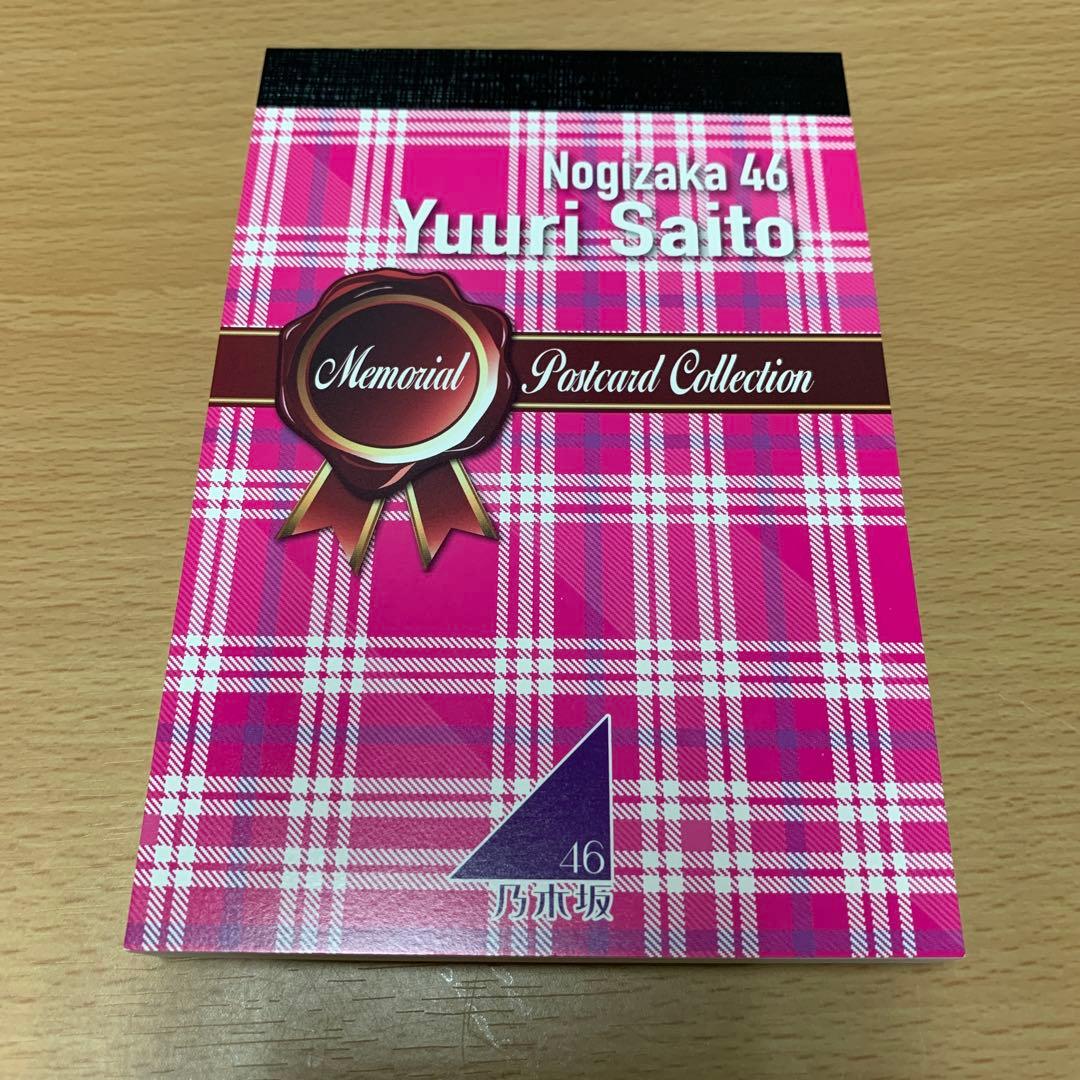 Nogizaka 46
Yuuri Saito
Memorial Postcard Collection
46
乃木坂